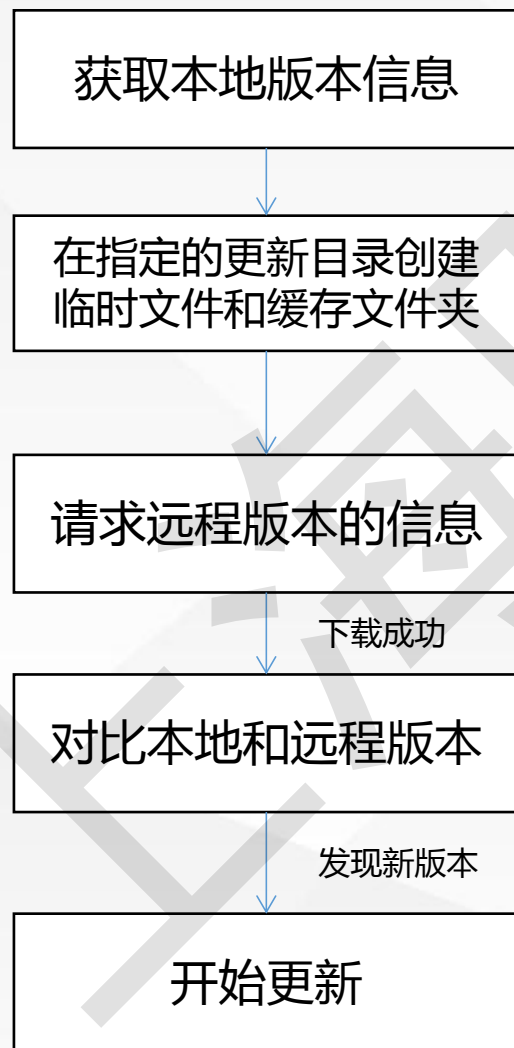 获取本地版本信息
在指定的更新目录创建
临时文件和缓存文件夹
请求远程版本的信息
下载成功
对比本地和远程版本
发现新版本
开始更新